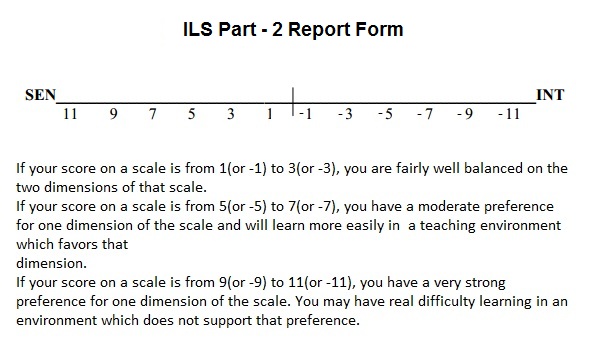 ILS Part - 2 Report Form
SEN INT
11 9 7 5 3 1 -1 -3 -5 -7 -9 -11
If your score on a scale is from 1(or -1) to 3(or -3), you are fairly well balanced on the
two dimensions of that scale.
If your score on a scale is from 5(or -5) to 7(or -7), you have a moderate preference
for one dimension of the scale and will learn more easily in a teaching environment
which favors that
dimension.
If your score on a scale is from 9(or -9) to 11(or -11), you have a very strong
preference for one dimension of the scale. You may have real difficulty learning in an
environment which does not support that preference.